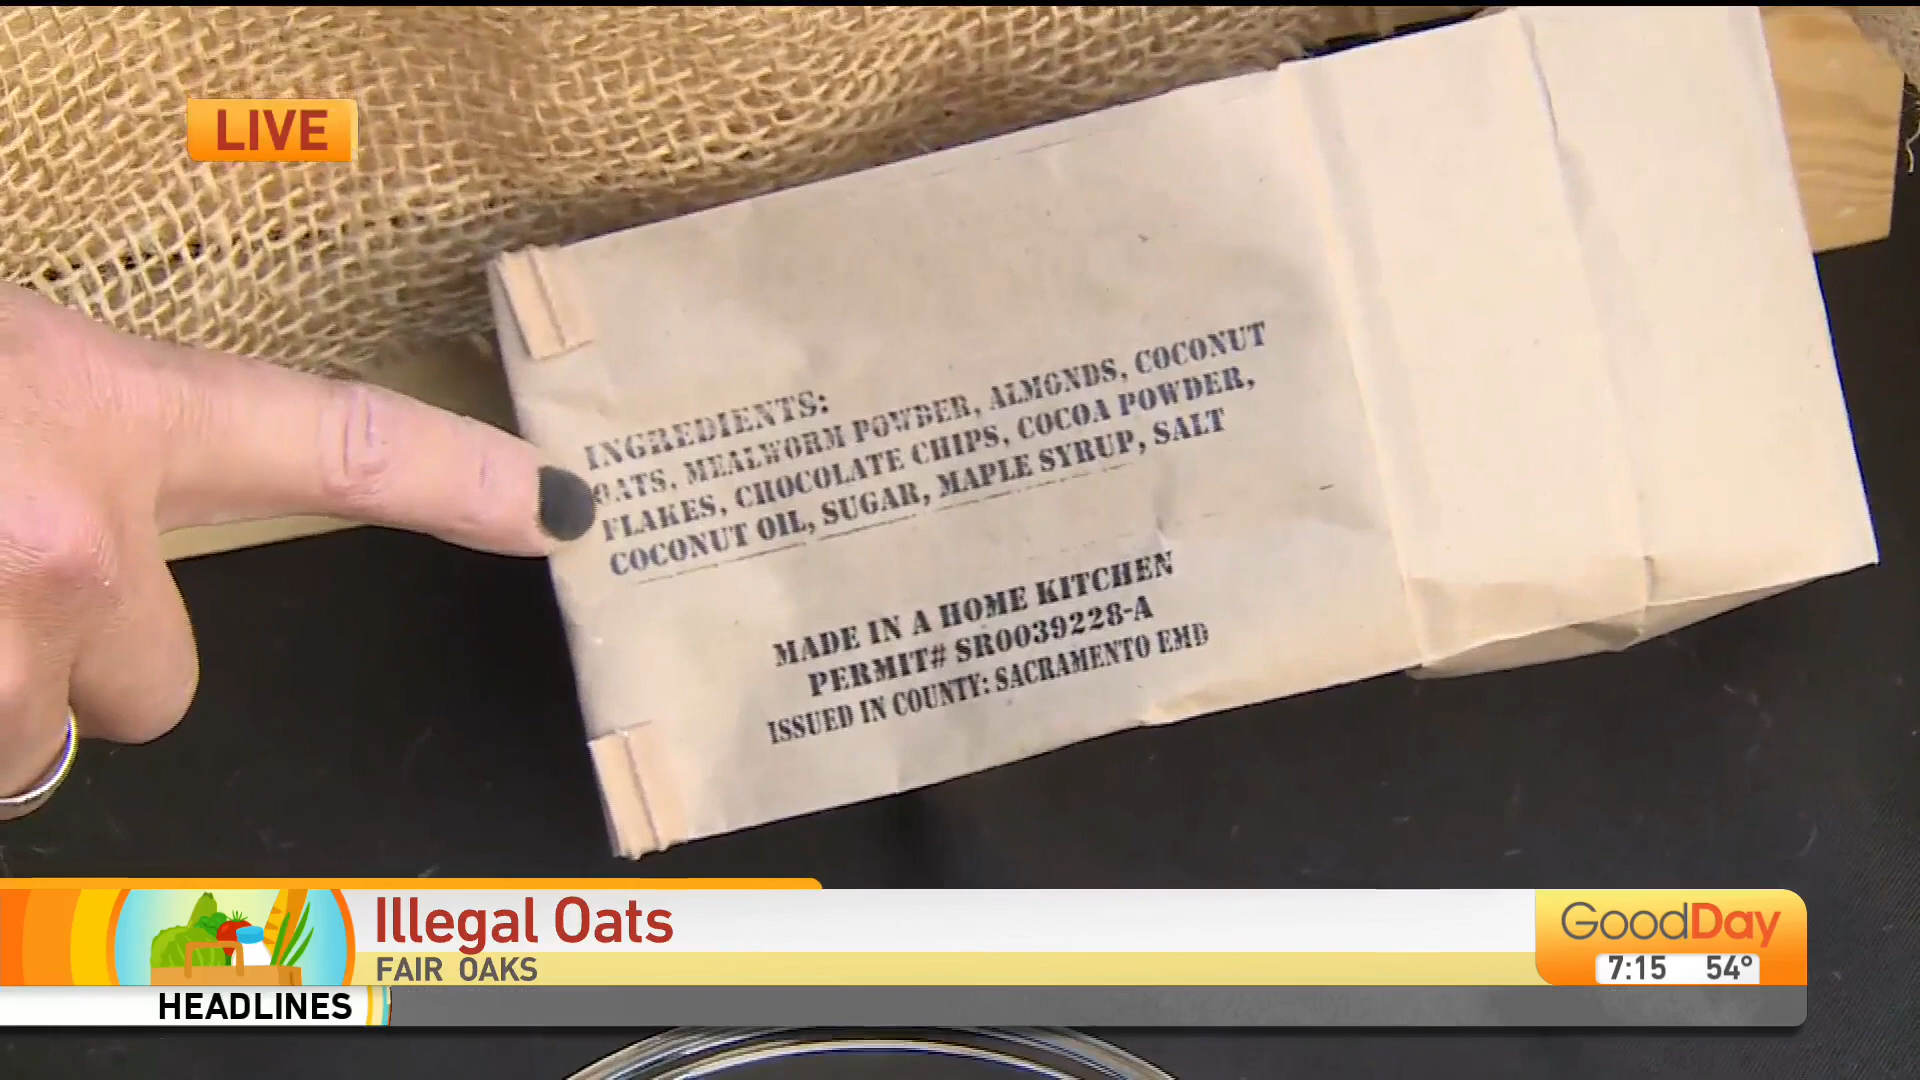 LIVE
INGREDIENTS:
OATS, MEALWORM POWDER, ALMONDS, COCONUT
FLAKES, CHOCOLATE CHIPS, COCOA POWDER,
COCONUT OIL, SUGAR, MAPLE SYRUP, SALT
MADE IN A HOME KITCHEN
PERMIT# SR0039228-A
ISSUED IN COUNTY: SACRAMENTO EMD
Illegal Oats
FAIR OAKS
HEADLINES
GoodDay
7:15 54°